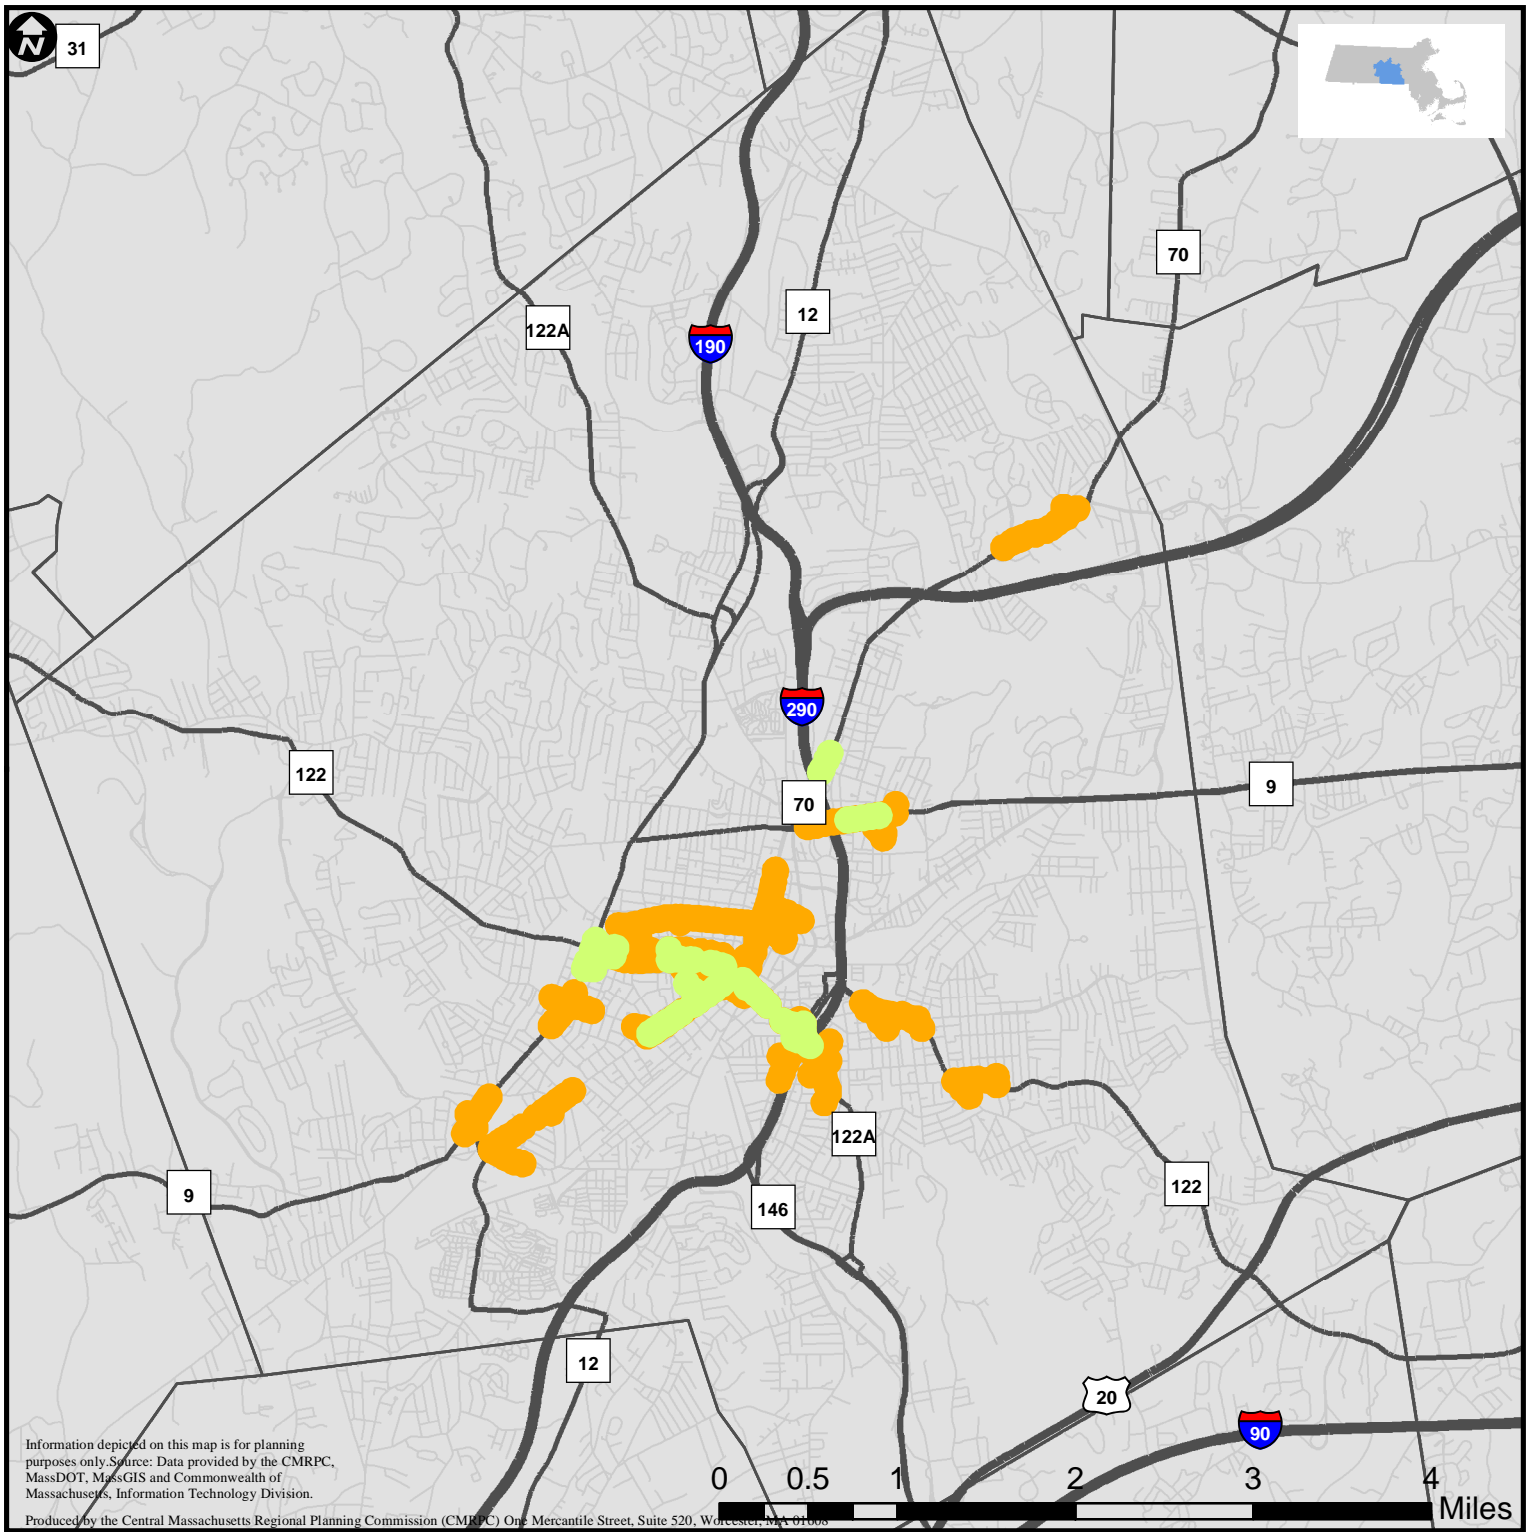 N
31
70
12
122A
190
290
122
9
70
122A
122
9
146
12
20
90
Information depicted on this map is for planning
purposes only.Source: Data provided by the CMRPC,
MassDOT, MassGIS and Commonwealth of
Massachusetts, Information Technology Division.
0 0.5 1 2 3 4
Miles
Produced by the Central Massachusetts Regional Planning Commission (CMRPC) One Mercantile Street, Suite 520, Worcester, MA 01608